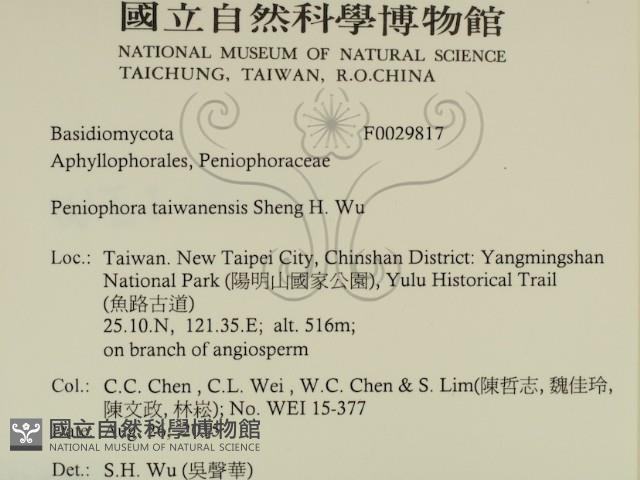 國立自然科學博物館
NATIONAL MUSEUM OF NATURAL SCIENCE
TAICHUNG, TAIWAN, R.O.CHINA
Basidiomycota F0029817
Aphyllophorales, Peniophoraceae
Peniophora taiwanensis Sheng H. Wu
Loc.: Taiwan. New Taipei City, Chinshan District: Yangmingshan
National Park (陽明山國家公園), Yulu Historical Trail
(魚路古道)
25.10.N, 121.35.E; alt. 516m;
on branch of angiosperm
Col.: C.C. Chen , C.L. Wei , W.C. Chen & S. Lim(陳哲志, 魏佳玲,
陳文政, 林崧); No. WEI 15-377
國立自然科學博物館
NATIONAL MUSEUM OF NATURAL SCIENCE
Det.: S.H. Wu (吳聲華)